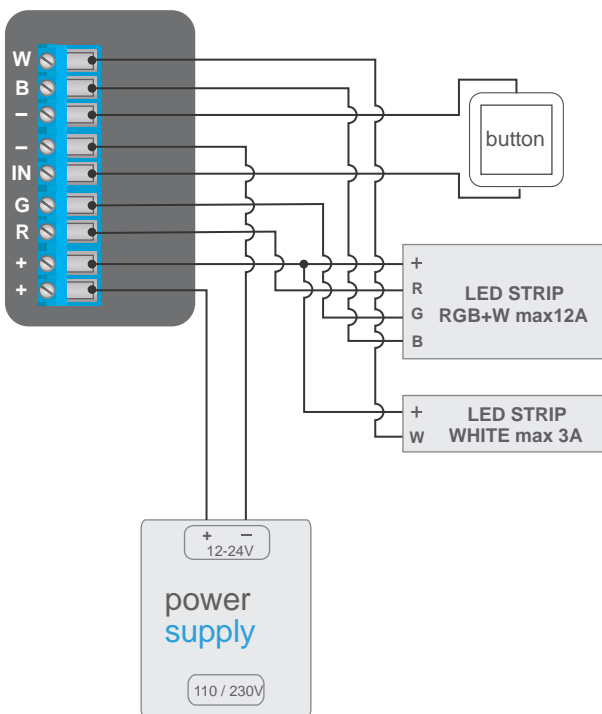 W
B
–
–
IN
G
R
+
+
button
+
R
G
B
LED STRIP
RGB+W max12A
+
W
LED STRIP
WHITE max 3A
+ –
12-24V
power
supply
110 / 230V